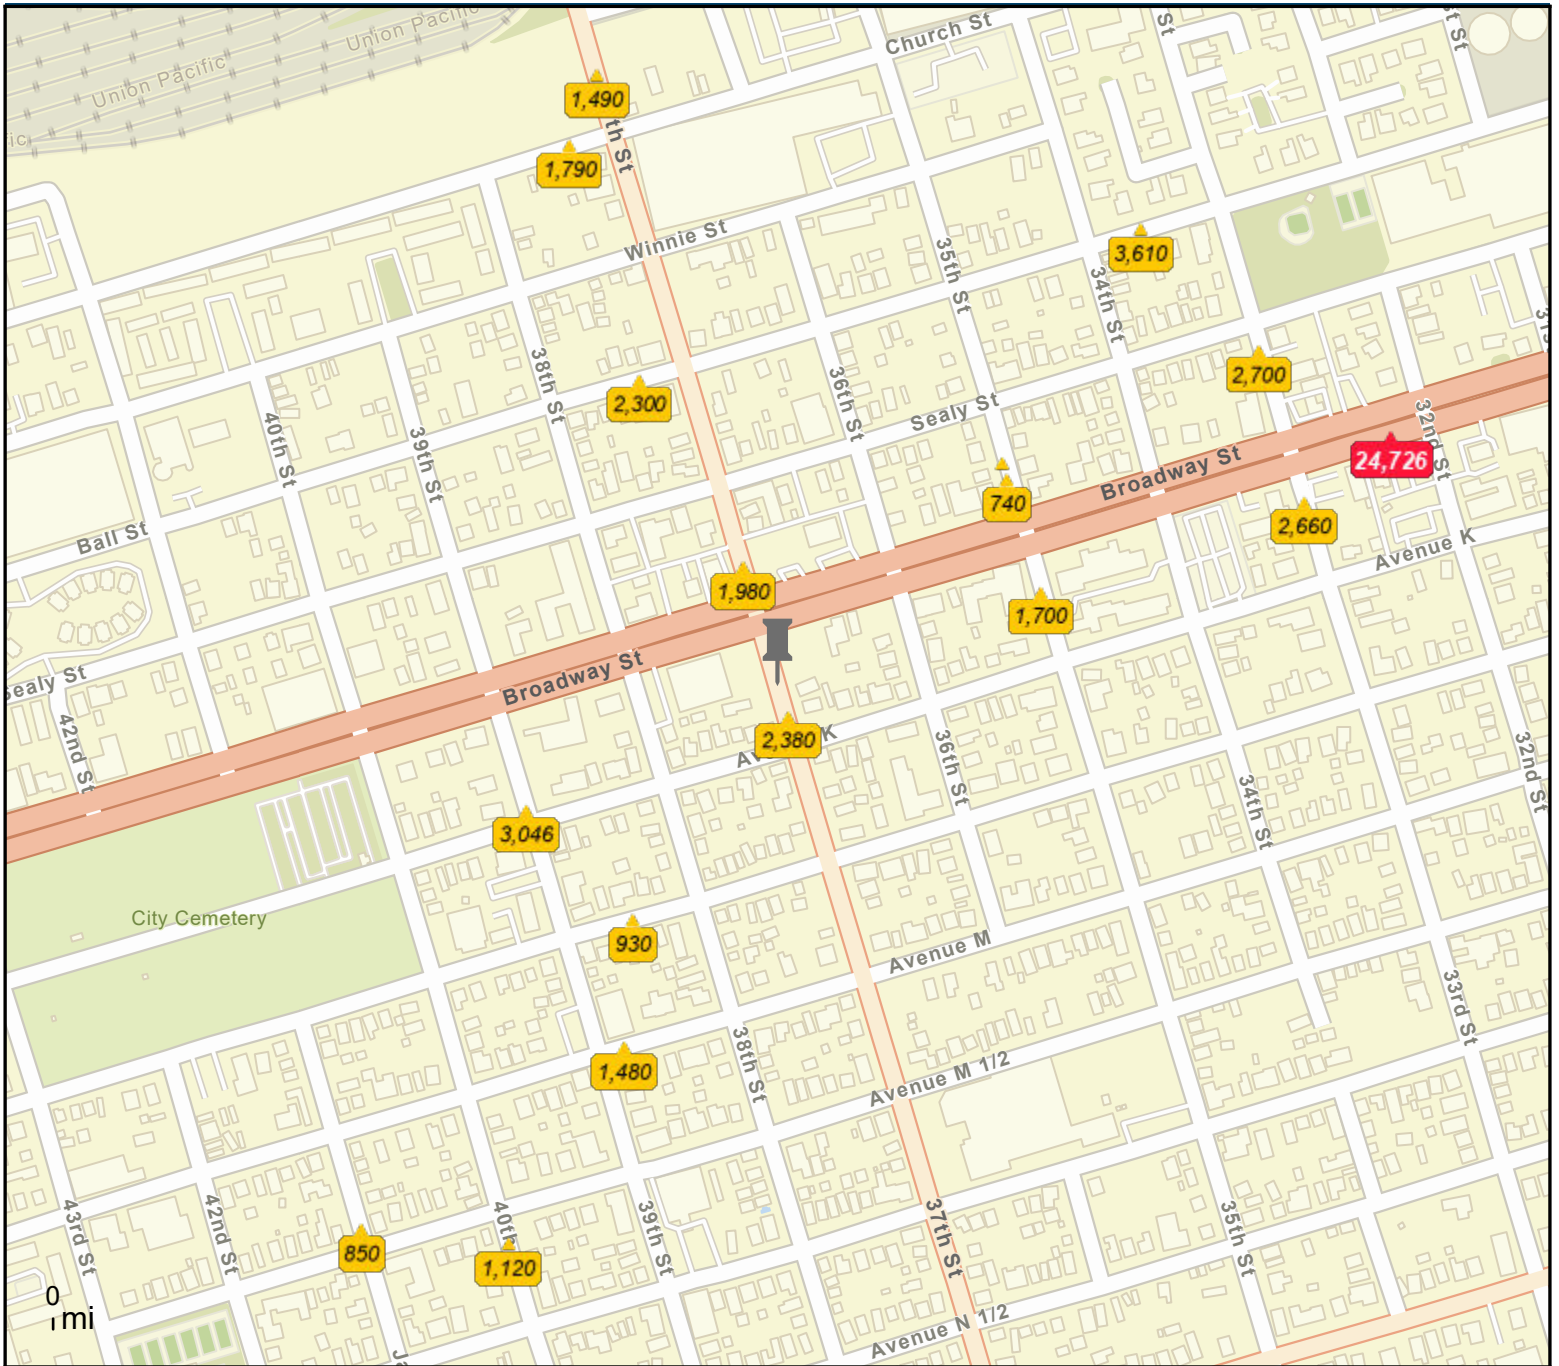 Union Pacific
Church St
St
St
Union Pacific
1,490
ic
th St
1,790
Winnie St
3,610
35th St
34th St
38th St
2,700
36th St
2,300
Sealy St
32nd St
40th St
39th St
Broadway St
24,726
740
2,660
Ball St
Avenue K
1,980
1,700
Broadway St
Sealy St
42nd St
2,380
K
36th St
32nd St
34th St
3,046
City Cemetery
930
Avenue M
33rd St
38th St
1,480
Avenue M 1/2
43rd St
42nd St
40th
39th St
37th St
35th St
850
1,120
0
mi
Avenue N 1/2